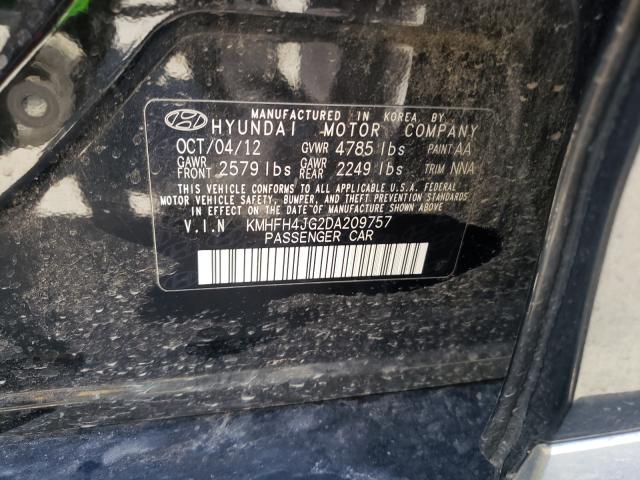 MANUFACTURED IN KOREA BY
HYUNDAI MOTOR COMPANY
OCT/04/12 GVWR 4785 lbs PAINT AA
GAWR FRONT 2579 lbs GAWR REAR 2249 lbs TRIM NNA
THIS VEHICLE CONFORMS TO ALL APPLICABLE U.S.A. FEDERAL
MOTOR VEHICLE SAFETY, BUMPER, AND THEFT PREVENTION STANDARDS
IN EFFECT ON THE DATE OF MANUFACTURE SHOWN ABOVE.
V.I.N KMHFH4JG2DA209757
PASSENGER CAR